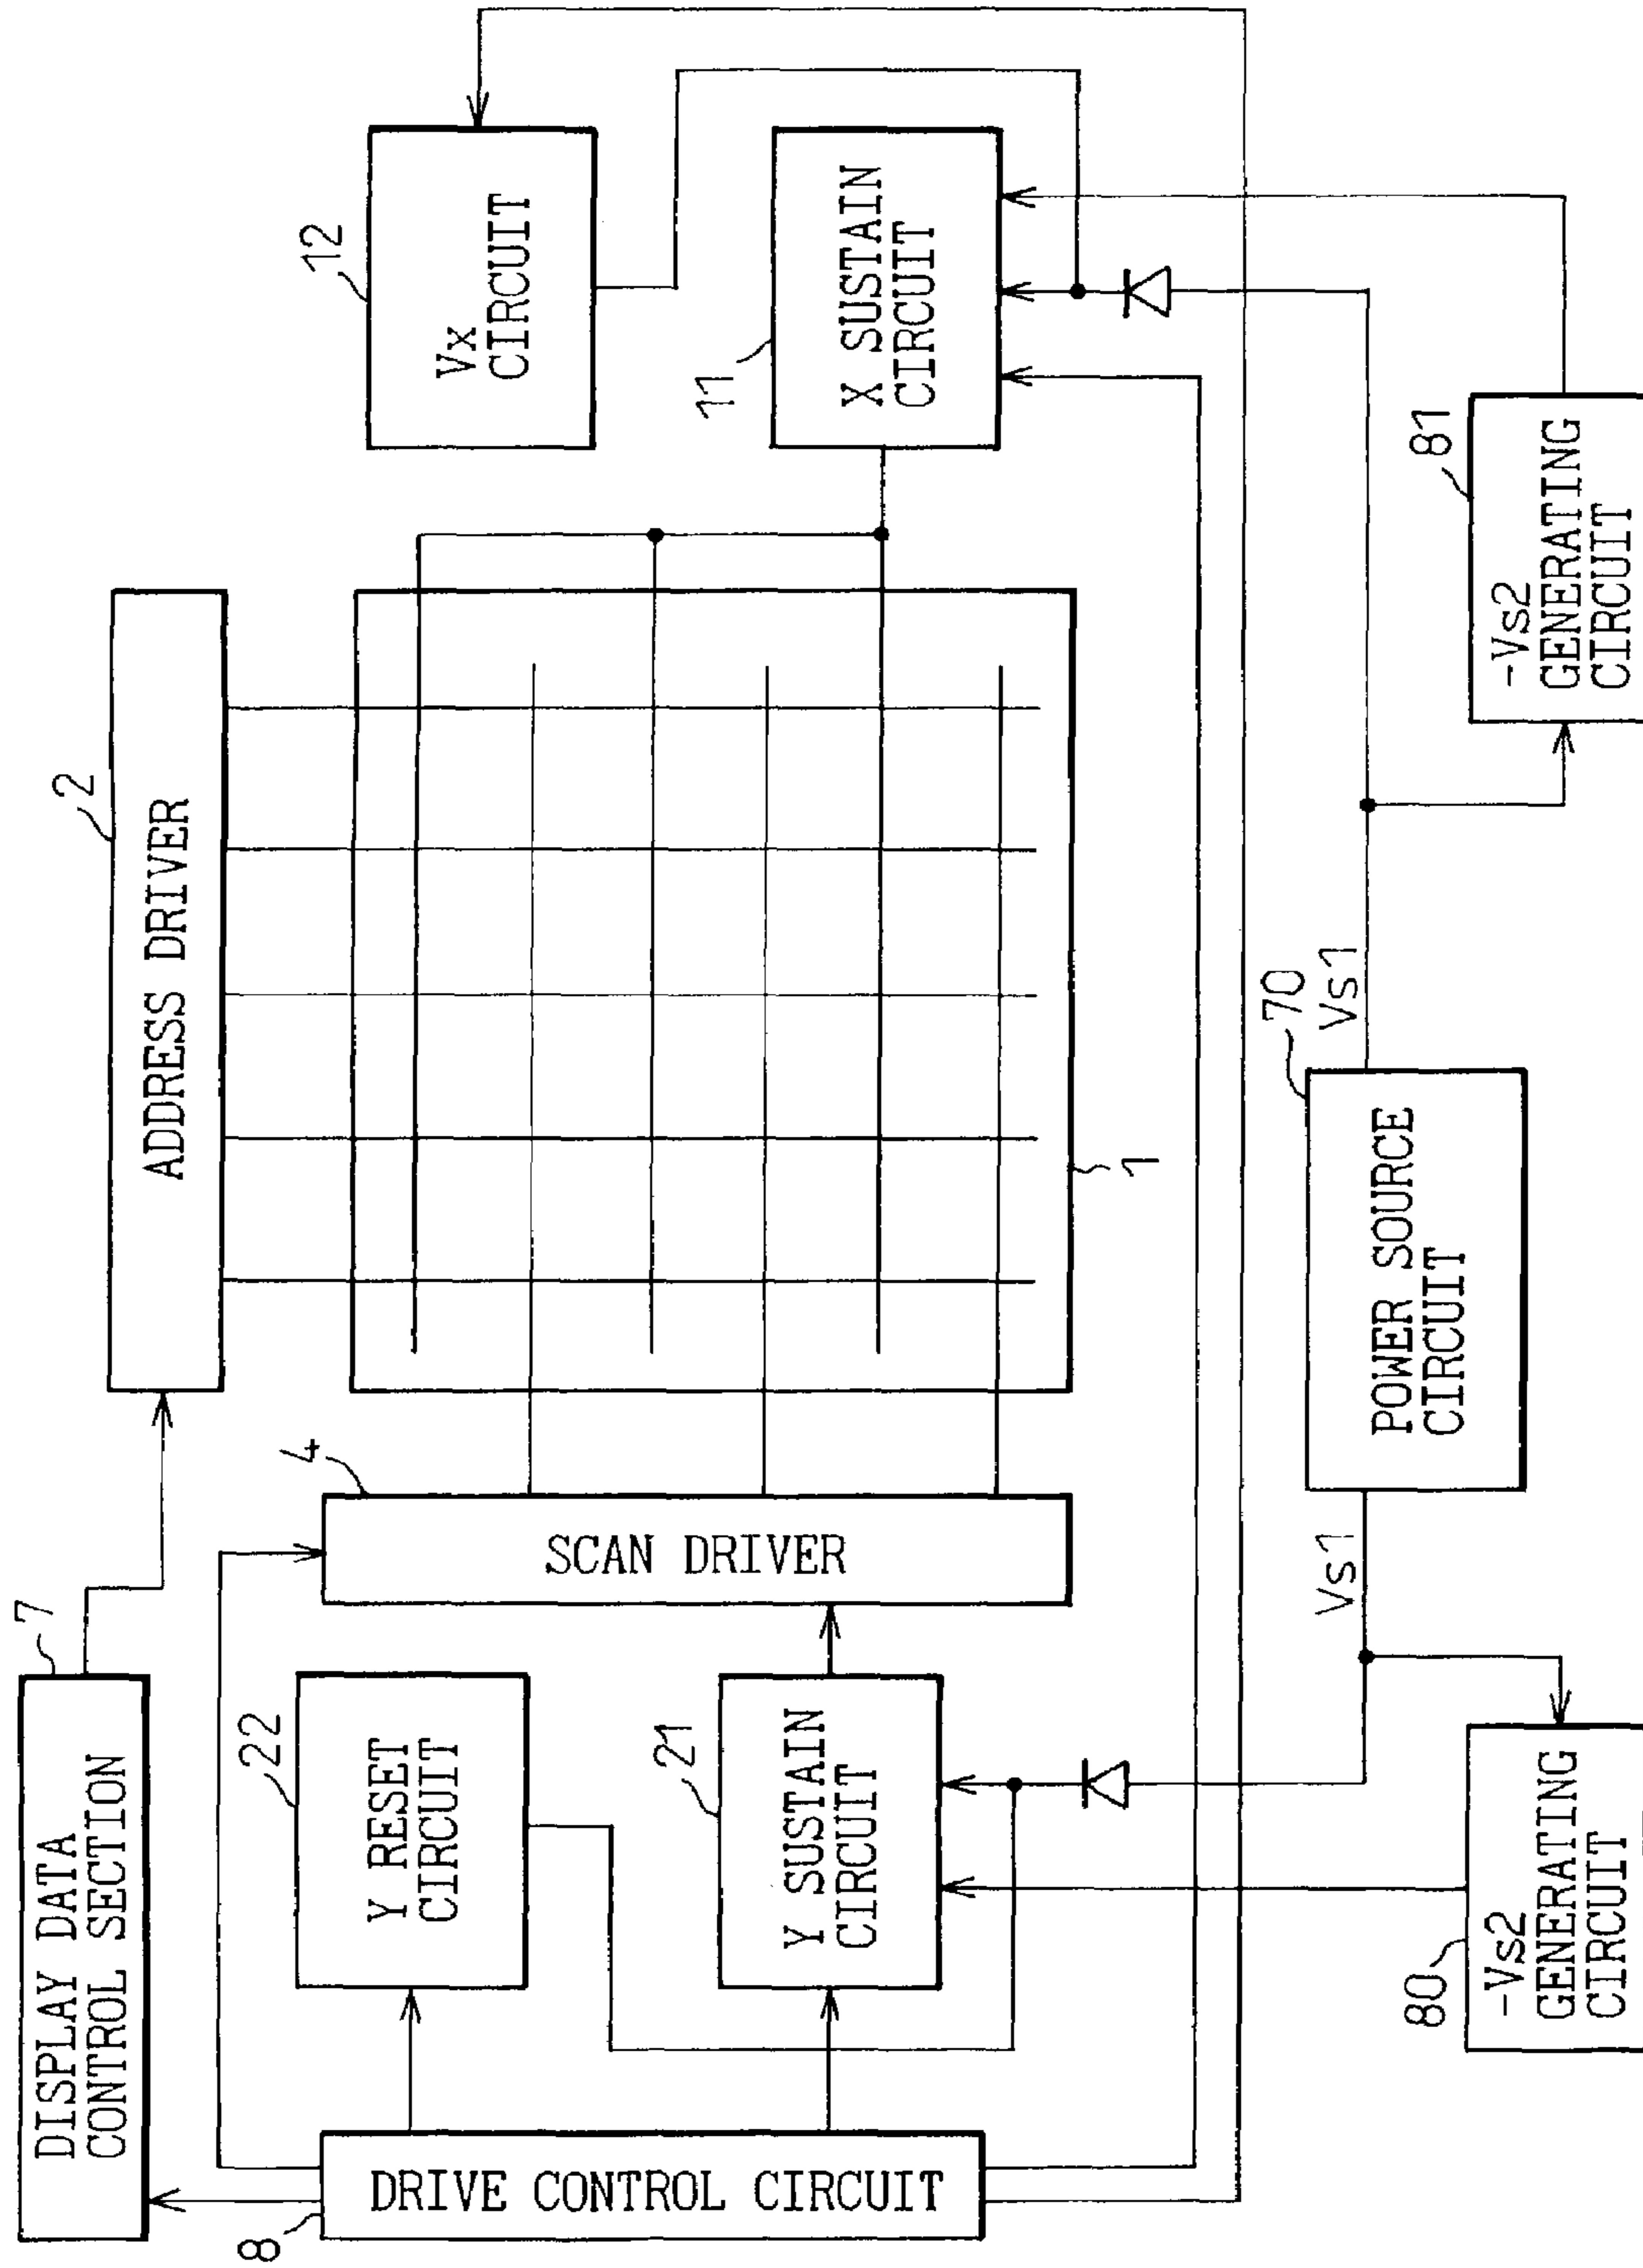 DISPLAY DATA
CONTROL SECTION
7
ADDRESS DRIVER
2
Y RESET
CIRCUIT
22
SCAN DRIVER
4
Vx
CIRCUIT
12
DRIVE CONTROL CIRCUIT
8
Y SUSTAIN
CIRCUIT
21
1
X SUSTAIN
CIRCUIT
11
Vs1
POWER SOURCE
CIRCUIT
70
Vs1
-Vs2
GENERATING
CIRCUIT
80
-Vs2
GENERATING
CIRCUIT
81